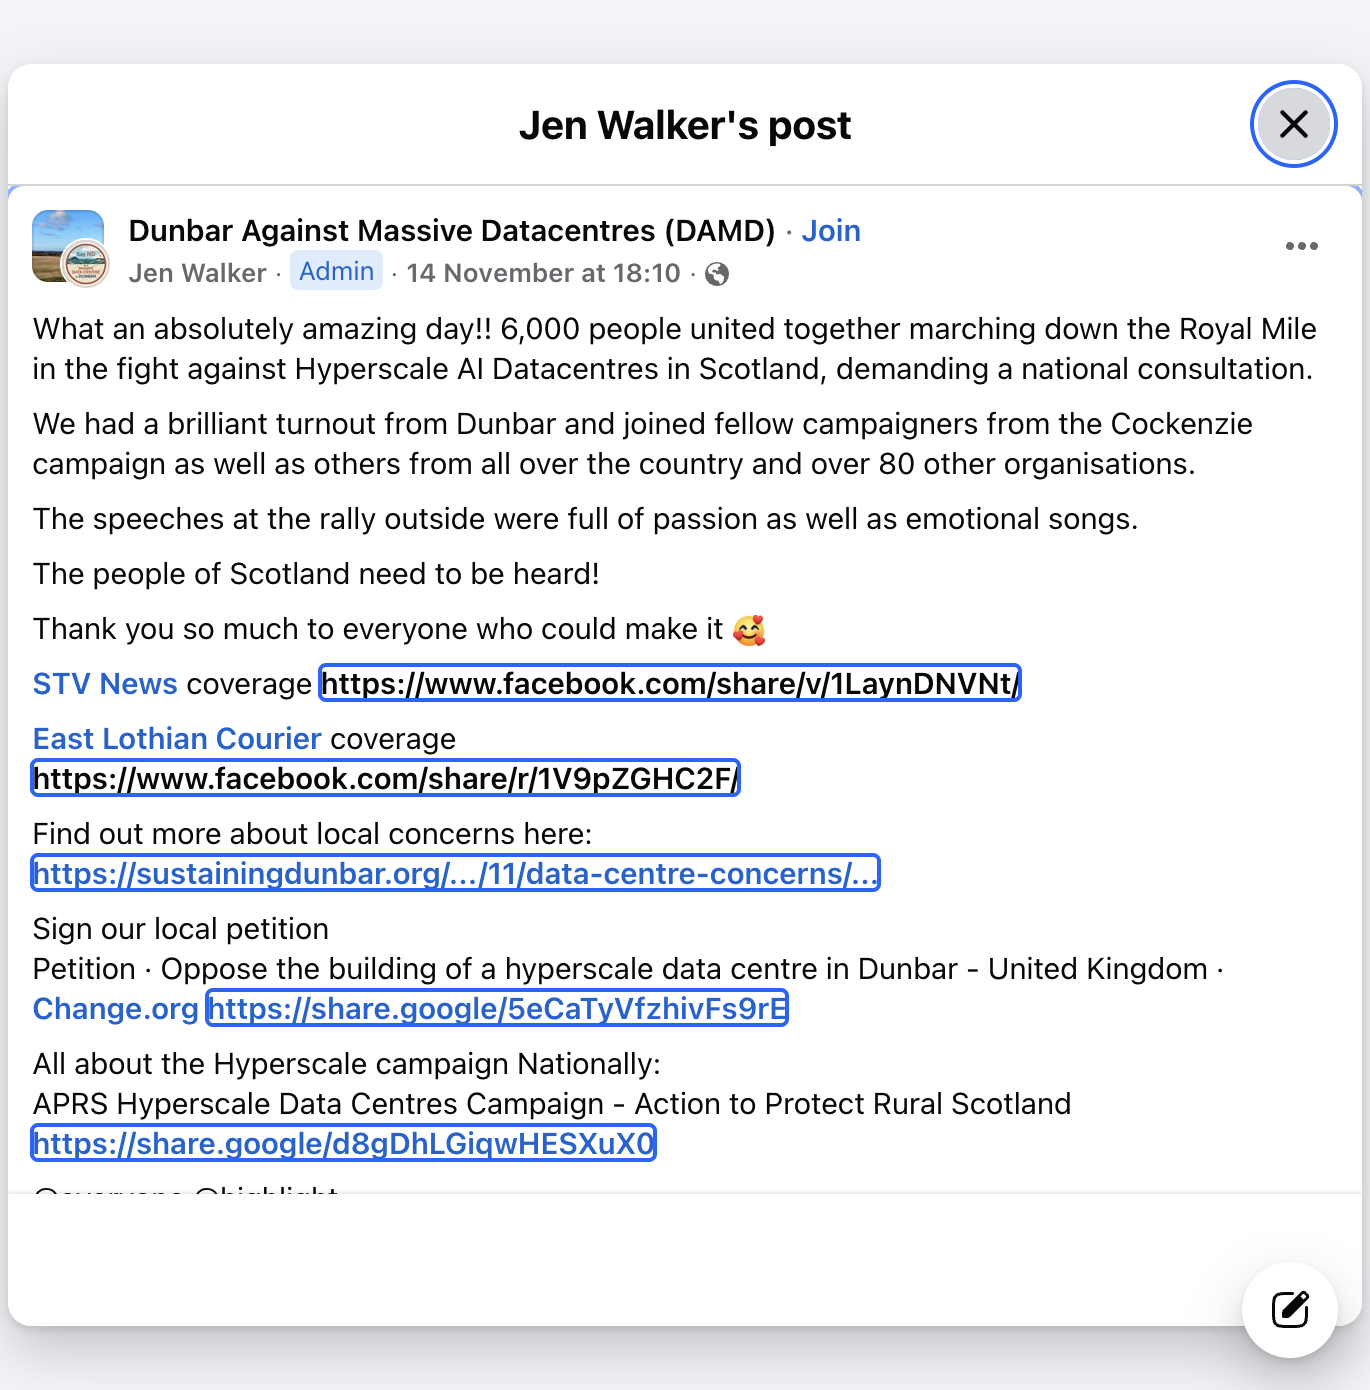 Jen Walker's post
Dunbar Against Massive Datacentres (DAMD) · Join
Jen Walker · Admin · 14 November at 18:10 ·
What an absolutely amazing day!! 6,000 people united together marching down the Royal Mile
in the fight against Hyperscale AI Datacentres in Scotland, demanding a national consultation.
We had a brilliant turnout from Dunbar and joined fellow campaigners from the Cockenzie
campaign as well as others from all over the country and over 80 other organisations.
The speeches at the rally outside were full of passion as well as emotional songs.
The people of Scotland need to be heard!
Thank you so much to everyone who could make it 🥰
STV News coverage https://www.facebook.com/share/v/1LaynDNVNt/
East Lothian Courier coverage
https://www.facebook.com/share/r/1V9pZGHC2F/
Find out more about local concerns here:
https://sustainingdunbar.org/.../11/data-centre-concerns/...
Sign our local petition
Petition · Oppose the building of a hyperscale data centre in Dunbar - United Kingdom ·
Change.org https://share.google/5eCaTyVfzhivFs9rE
All about the Hyperscale campaign Nationally:
APRS Hyperscale Data Centres Campaign - Action to Protect Rural Scotland
https://share.google/d8gDhLGiqwHESXuX0
@everyone @highlight